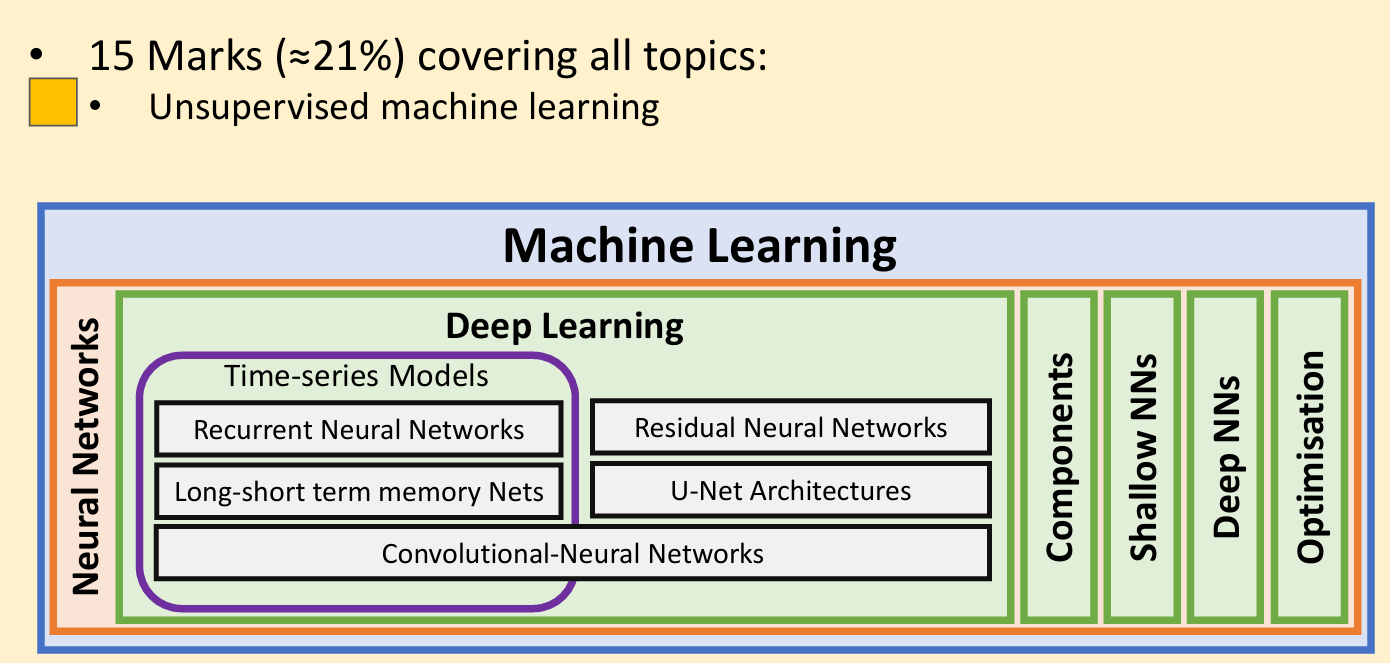 • 15 Marks (≈21%) covering all topics:
• Unsupervised machine learning
Machine Learning
Neural Networks
Deep Learning
Time-series Models
Recurrent Neural Networks
Long-short term memory Nets
Residual Neural Networks
U-Net Architectures
Convolutional-Neural Networks
Components
Shallow NNs
Deep NNs
Optimisation